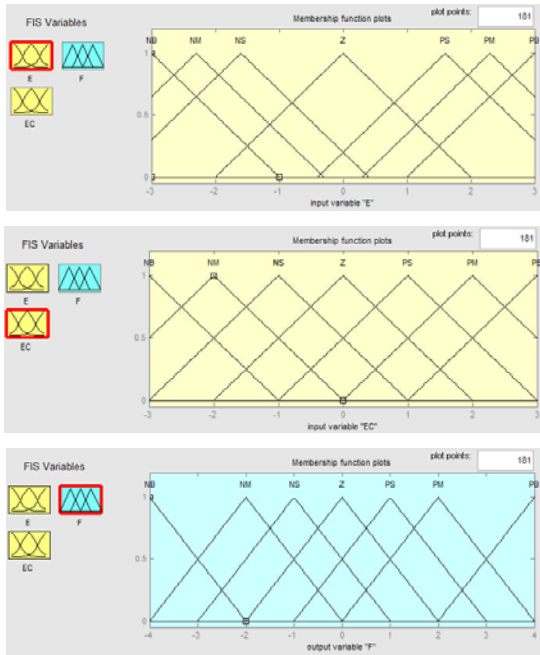 FIS Variables
Membership function plots
plot points: 181
NB NM NS Z PS PM PB
E F
EC
1
0.5
0
-3 -2 -1 0 1 2 3
input variable "E"
FIS Variables
Membership function plots
plot points: 181
NB NM NS Z PS PM PB
E F
EC
1
0.5
0
-3 -2 -1 0 1 2 3
input variable "EC"
FIS Variables
Membership function plots
plot points: 181
NB NM NS Z PS PM PB
E F
EC
1
0.5
0
-4 -3 -2 -1 0 1 2 3 4
output variable "F"